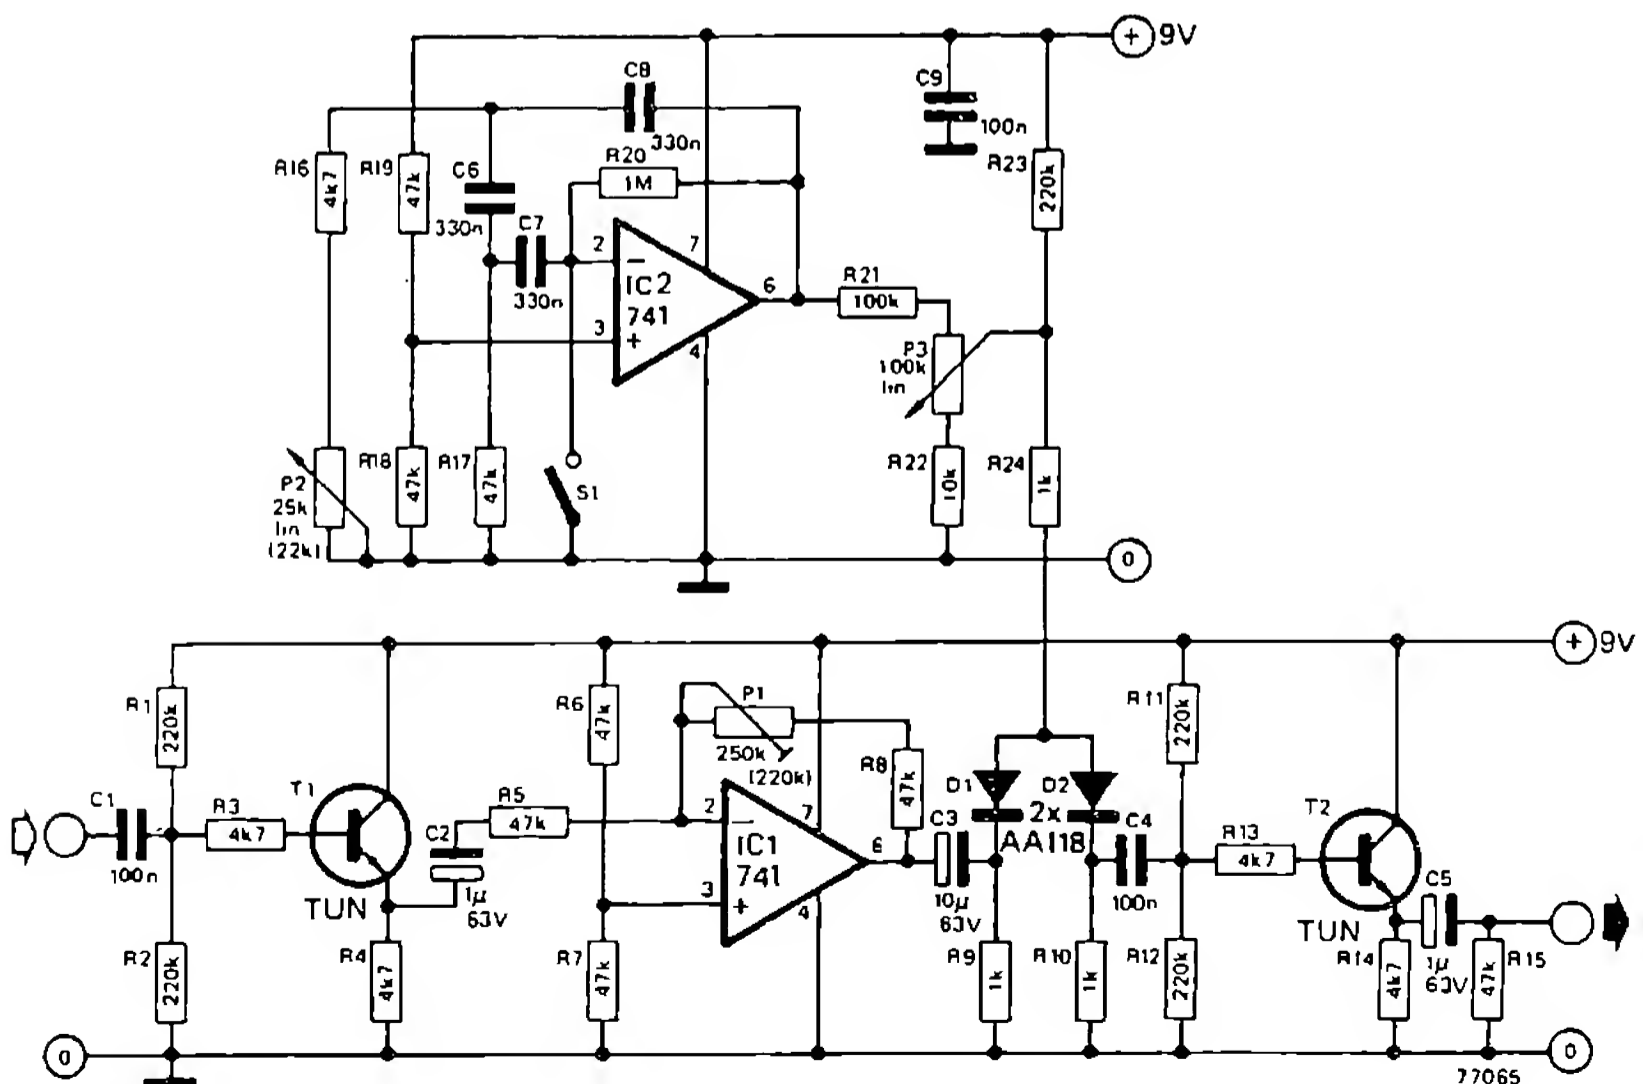 + 9V
C8
330n
C9
100n
R16
4k7
R19
47k
C6
330n
R20
1M
R23
220k
C7
330n
2
7
−
IC2
741
6
3
+
4
R21
100k
P3
100k
lin
P2
25k
lin
(22k)
R18
47k
R17
47k
S1
R22
10k
R24
1k
0
+ 9V
R1
220k
R6
47k
P1
250k
(220k)
R11
220k
C1
100n
R3
4k7
T1
TUN
C2
1µ
63V
R5
47k
R8
47k
2
7
−
IC1
741
6
3
+
4
C3
10µ
63V
D1
D2
2x
AA118
C4
100n
R13
4k7
T2
TUN
C5
1µ
63V
R2
220k
R4
4k7
R7
47k
R9
1k
R10
1k
R12
220k
R14
4k7
47k
R15
0
0
77065